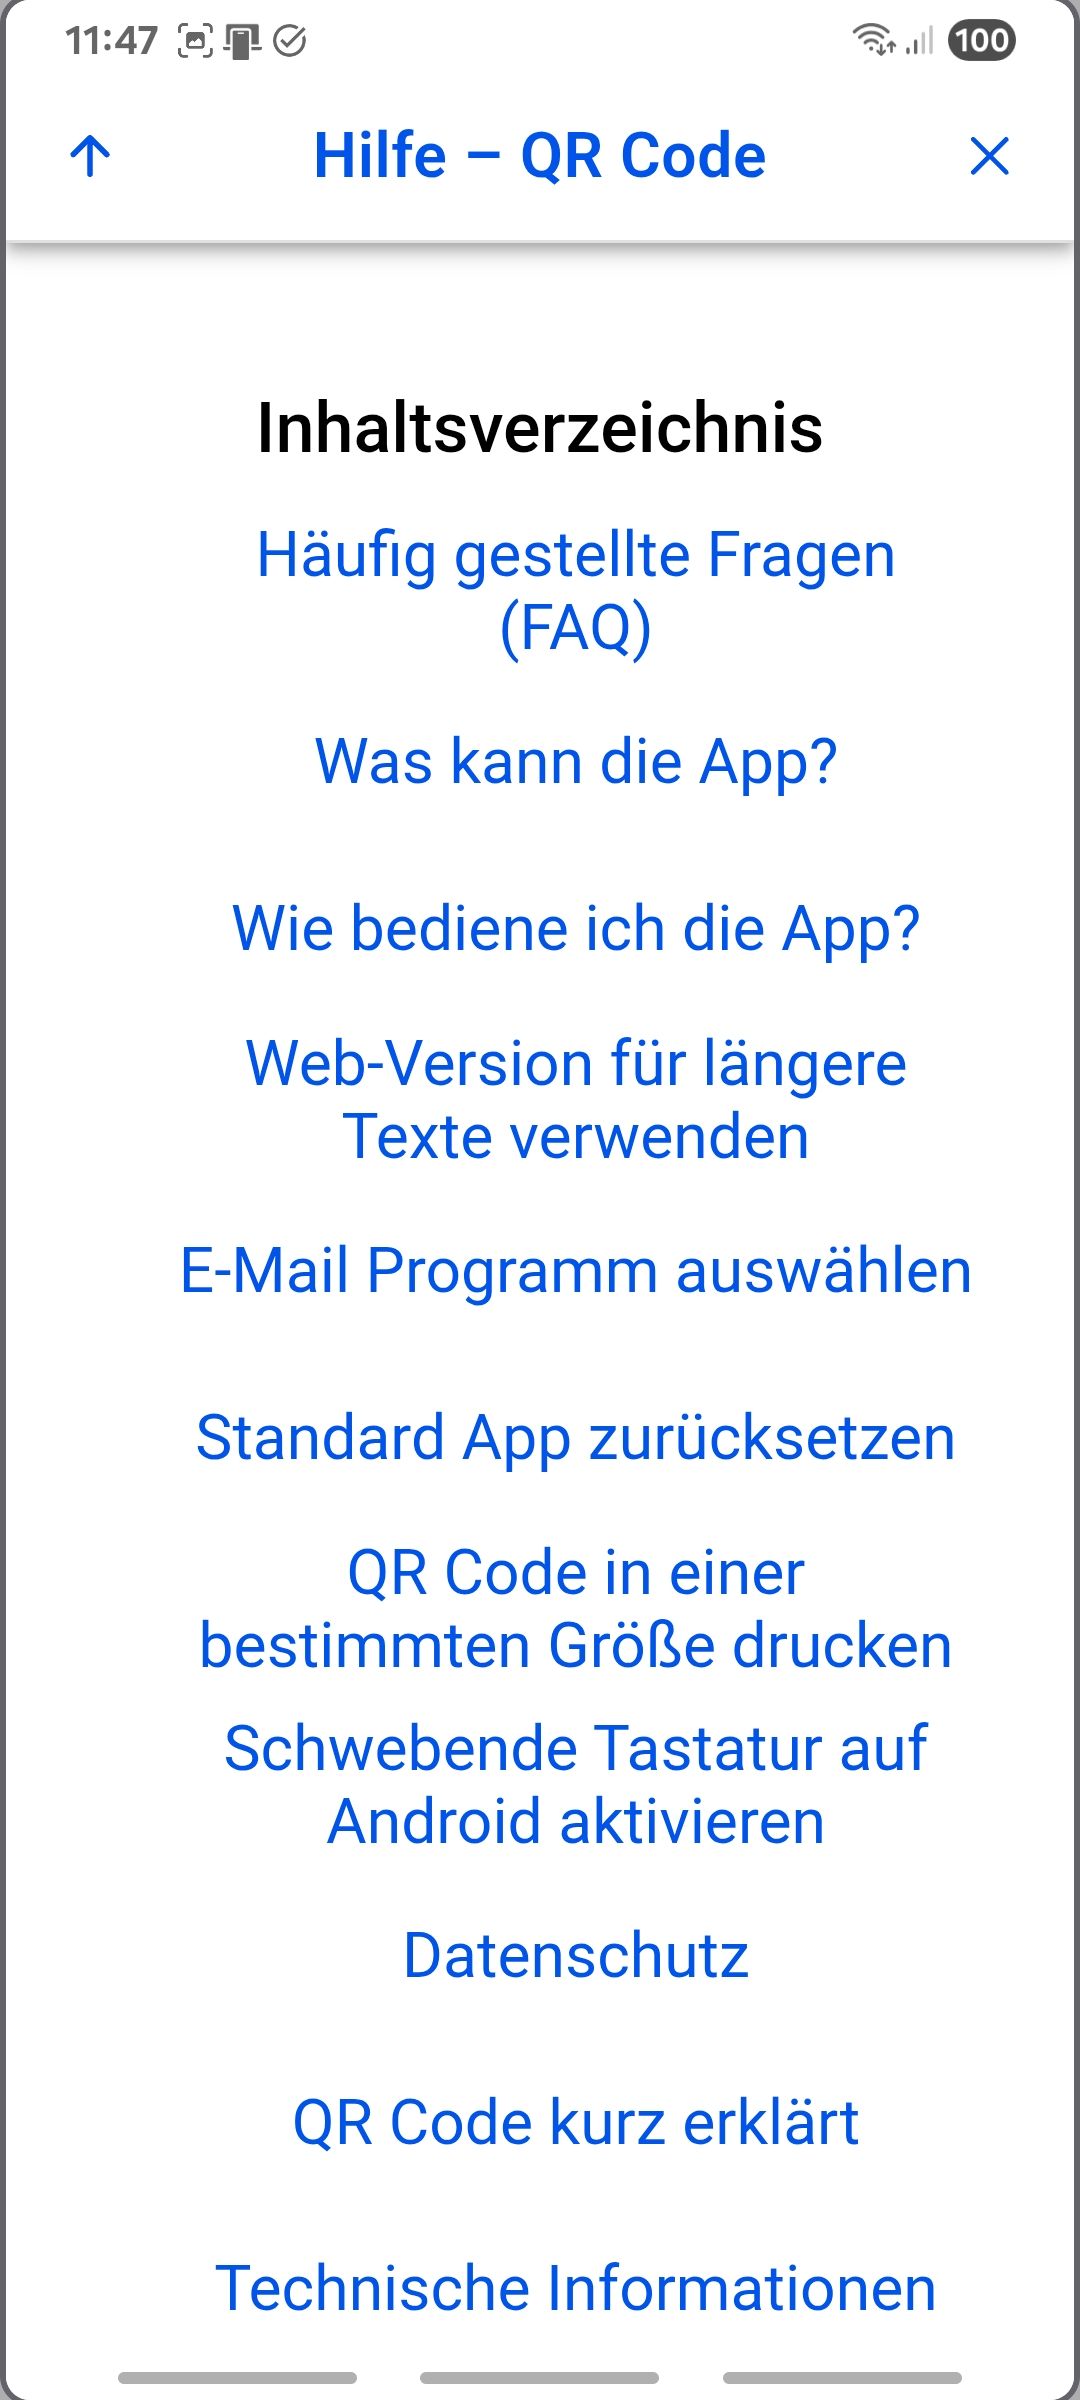 11:47
100
Hilfe – QR Code
Inhaltsverzeichnis
Häufig gestellte Fragen
(FAQ)
Was kann die App?
Wie bediene ich die App?
Web-Version für längere
Texte verwenden
E-Mail Programm auswählen
Standard App zurücksetzen
QR Code in einer
bestimmten Größe drucken
Schwebende Tastatur auf
Android aktivieren
Datenschutz
QR Code kurz erklärt
Technische Informationen